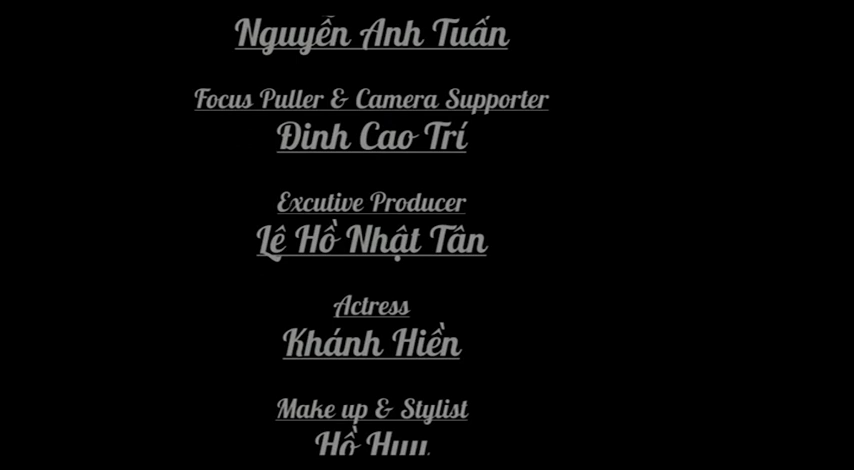 Nguyễn Anh Tuấn
Focus Puller & Camera Supporter
Đinh Cao Trí
Excutive Producer
Lê Hồ Nhật Tân
Actress
Khánh Hiền
Make up & Stylist
Hồ